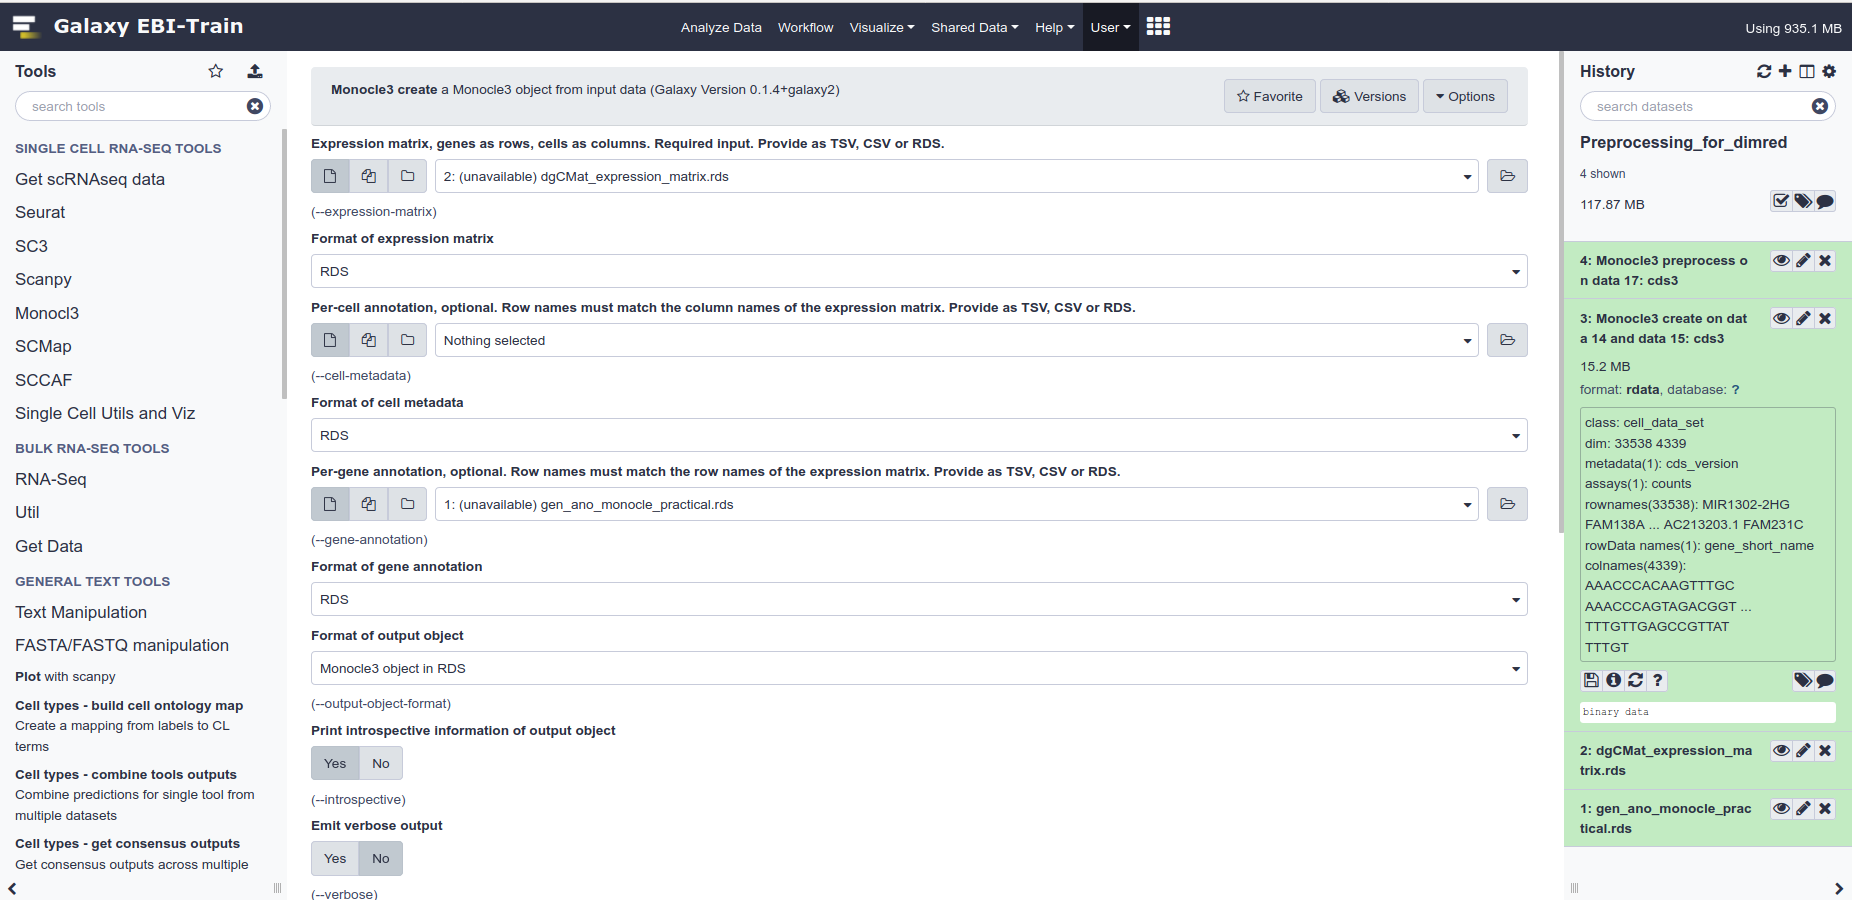 Galaxy EBI-Train
Analyze Data
Workflow
Visualize
Shared Data
Help
User
Using 935.1 MB
Tools
search tools
SINGLE CELL RNA-SEQ TOOLS
Get scRNAseq data
Seurat
SC3
Scanpy
Monocl3
SCMap
SCCAF
Single Cell Utils and Viz
BULK RNA-SEQ TOOLS
RNA-Seq
Util
Get Data
GENERAL TEXT TOOLS
Text Manipulation
FASTA/FASTQ manipulation
Plot with scanpy
Cell types - build cell ontology map
Create a mapping from labels to CL
terms
Cell types - combine tools outputs
Combine predictions for single tool from
multiple datasets
Cell types - get consensus outputs
Get consensus outputs across multiple
Monocle3 create a Monocle3 object from input data (Galaxy Version 0.1.4+galaxy2)
Favorite
Versions
Options
Expression matrix, genes as rows, cells as columns. Required input. Provide as TSV, CSV or RDS.
2: (unavailable) dgCMat_expression_matrix.rds
(--expression-matrix)
Format of expression matrix
RDS
Per-cell annotation, optional. Row names must match the column names of the expression matrix. Provide as TSV, CSV or RDS.
Nothing selected
(--cell-metadata)
Format of cell metadata
RDS
Per-gene annotation, optional. Row names must match the row names of the expression matrix. Provide as TSV, CSV or RDS.
1: (unavailable) gen_ano_monocle_practical.rds
(--gene-annotation)
Format of gene annotation
RDS
Format of output object
Monocle3 object in RDS
(--output-object-format)
Print introspective information of output object
Yes No
(--introspective)
Emit verbose output
Yes No
(--verbose)
History
search datasets
Preprocessing_for_dimred
4 shown
117.87 MB
4: Monocle3 preprocess o
n data 17: cds3
3: Monocle3 create on dat
a 14 and data 15: cds3
15.2 MB
format: rdata, database: ?
class: cell_data_set
dim: 33538 4339
metadata(1): cds_version
assays(1): counts
rownames(33538): MIR1302-2HG
FAM138A ... AC213203.1 FAM231C
rowData names(1): gene_short_name
colnames(4339):
AAACCCACAAGTTTGC
AAACCCAGTAGACGGT ...
TTTGTTGAGCCGTTAT
TTTGT
?
binary data
2: dgCMat_expression_ma
trix.rds
1: gen_ano_monocle_prac
tical.rds